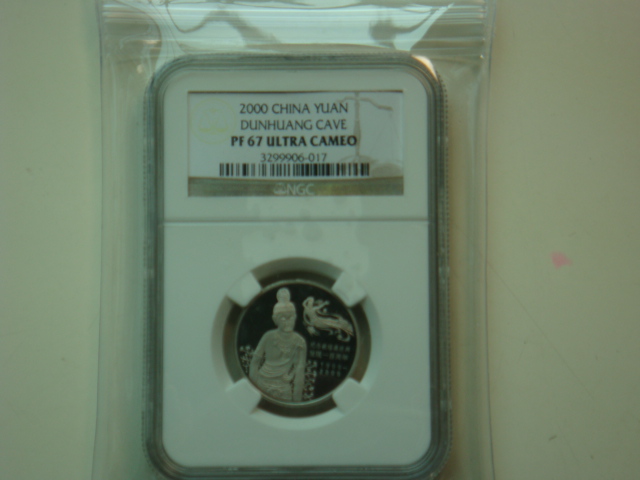 2000 CHINA YUAN
DUNHUANG CAVE
PF 67 ULTRA CAMEO
3299906-017
NGC